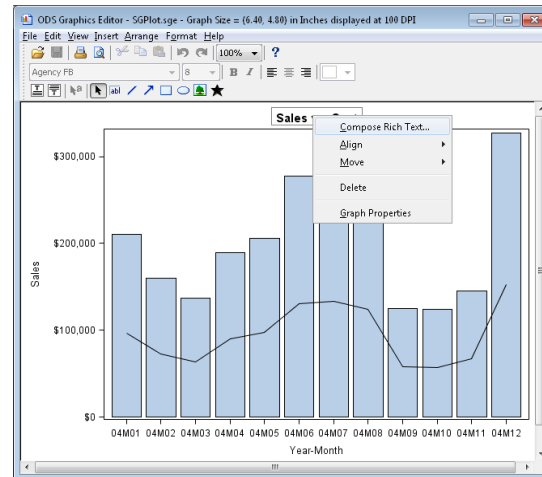 ODS Graphics Editor - SGPlot.sge - Graph Size = (6.40, 4.80) in Inches displayed at 100 DPI
File Edit View Insert Arrange Format Help
100% ?
Agency FB 8 B I
abl
Sales
Compose Rich Text...
Align
Move
Delete
Graph Properties
$300,000
$200,000
$100,000
$0
Sales
04M01 04M02 04M03 04M04 04M05 04M06 04M07 04M08 04M09 04M10 04M11 04M12
Year-Month